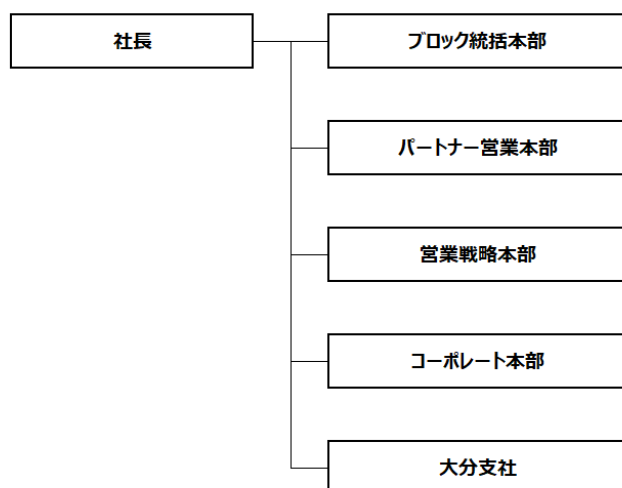 社長
ブロック統括本部
パートナー営業本部
営業戦略本部
コーポレート本部
大分支社